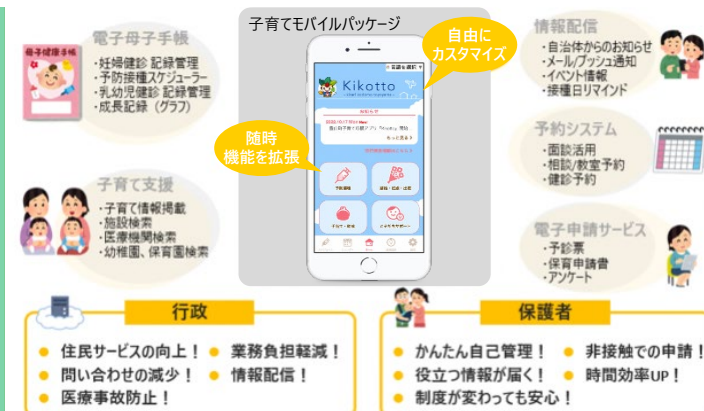 子育てモバイルパッケージ
電子母子手帳
・妊婦健診 記録管理
・予防接種スケジューラー
・乳幼児健診 記録管理
・成長記録（グラフ）
母子健康手帳
自由に
カスタマイズ
情報配信
・自治体からのお知らせ
・メール/プッシュ通知
・イベント情報
・接種日リマインド
Kikotto
随時
機能を拡張
もっと見る
予防接種
妊娠・出産
子育て支援
・子育て情報掲載
・施設検索
・医療機関検索
・幼稚園、保育園検索
予約システム
・面談活用
・相談/教室予約
・健診予約
電子申請サービス
・予診票
・保育申請書
・アンケート
行政
住民サービスの向上！
業務負担軽減！
問い合わせの減少！
情報配信！
医療事故防止！
保護者
かんたん自己管理！
非接触での申請！
役立つ情報が届く！
時間効率UP！
制度が変わっても安心！